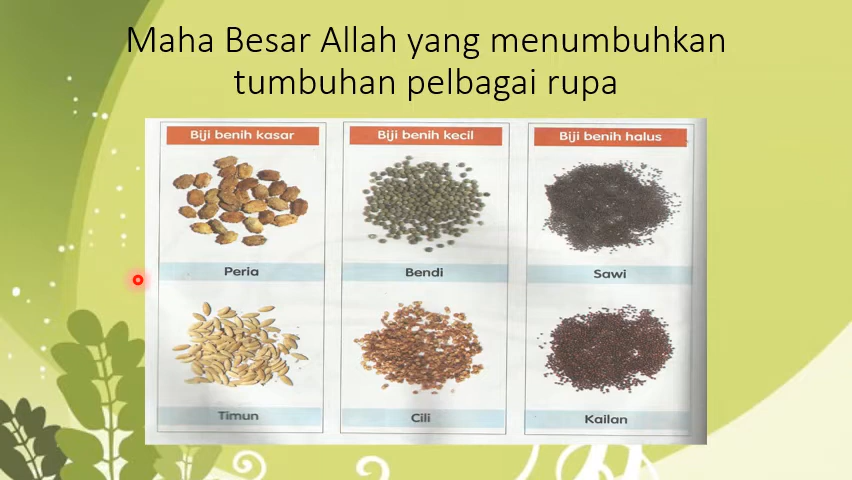 Maha Besar Allah yang menumbuhkan
tumbuhan pelbagai rupa
Biji benih kasar
Biji benih kecil
Biji benih halus
Peria
Bendi
Sawi
Timun
Cili
Kailan